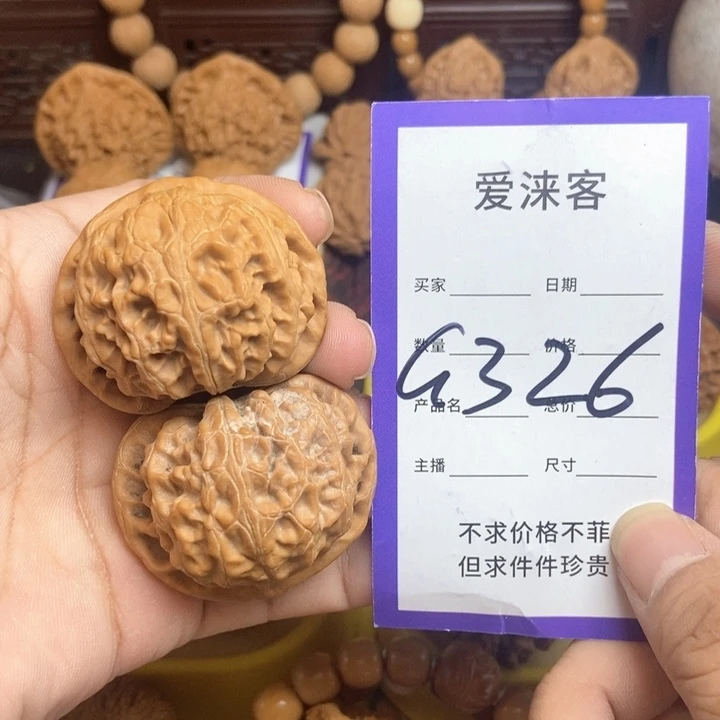 爱涞客
买家 日期
数量 价格
G326
产品名 总价
主播 尺寸
不求价格不菲
但求件件珍贵